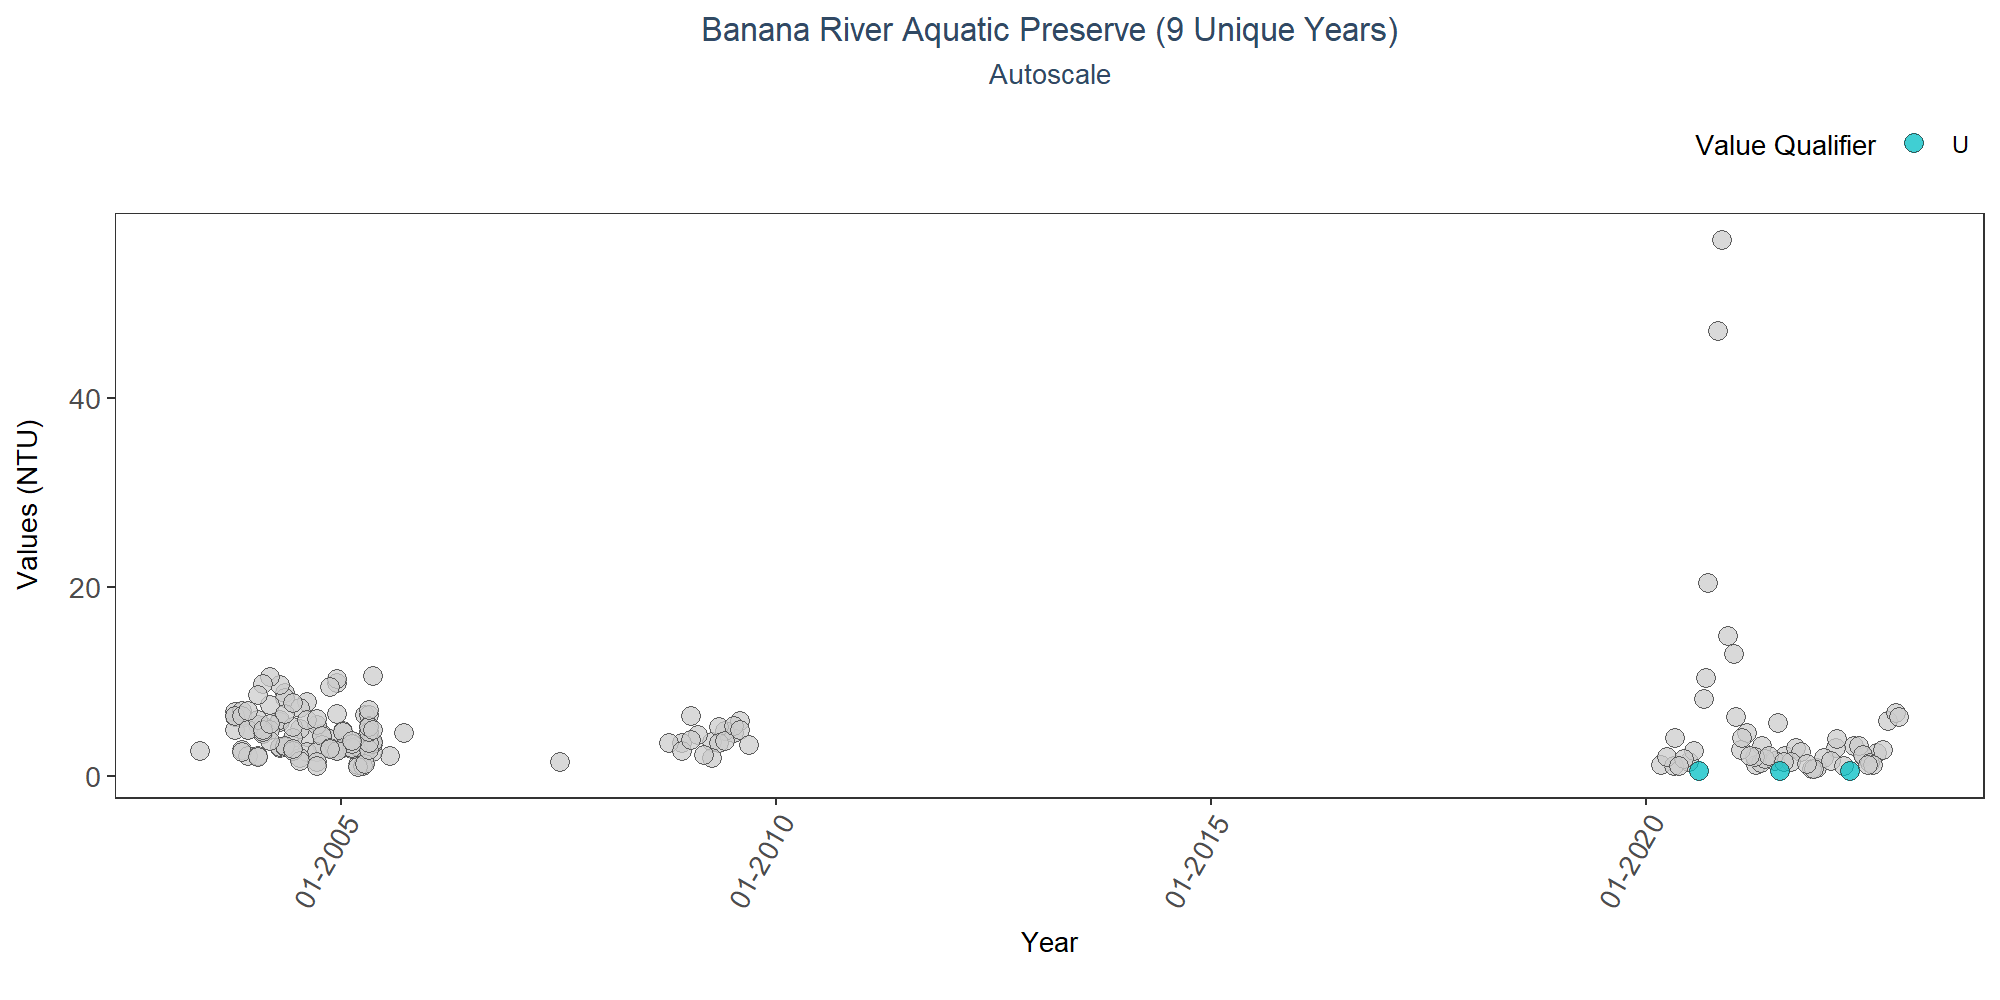 Banana River Aquatic Preserve (9 Unique Years)
Autoscale
Value Qualifier U
Values (NTU)
40
20
0
01-2005
01-2010
01-2015
01-2020
Year